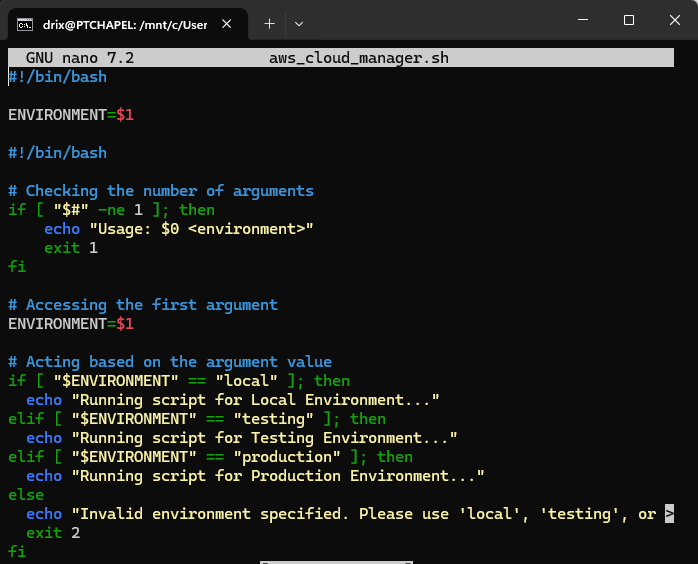 drix@PTCHAPEL: /mnt/c/User
GNU nano 7.2 aws_cloud_manager.sh
#!/bin/bash
ENVIRONMENT=$1
#!/bin/bash
# Checking the number of arguments
if [ "$#" -ne 1 ]; then
    echo "Usage: $0 <environment>"
    exit 1
fi
# Accessing the first argument
ENVIRONMENT=$1
# Acting based on the argument value
if [ "$ENVIRONMENT" == "local" ]; then
  echo "Running script for Local Environment..."
elif [ "$ENVIRONMENT" == "testing" ]; then
  echo "Running script for Testing Environment..."
elif [ "$ENVIRONMENT" == "production" ]; then
  echo "Running script for Production Environment..."
else
  echo "Invalid environment specified. Please use 'local', 'testing', or >
  exit 2
fi